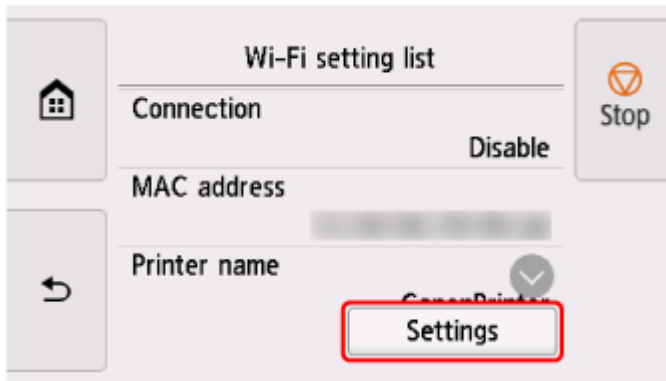 Wi-Fi setting list
Stop
Connection
Disable
MAC address
Printer name
Settings